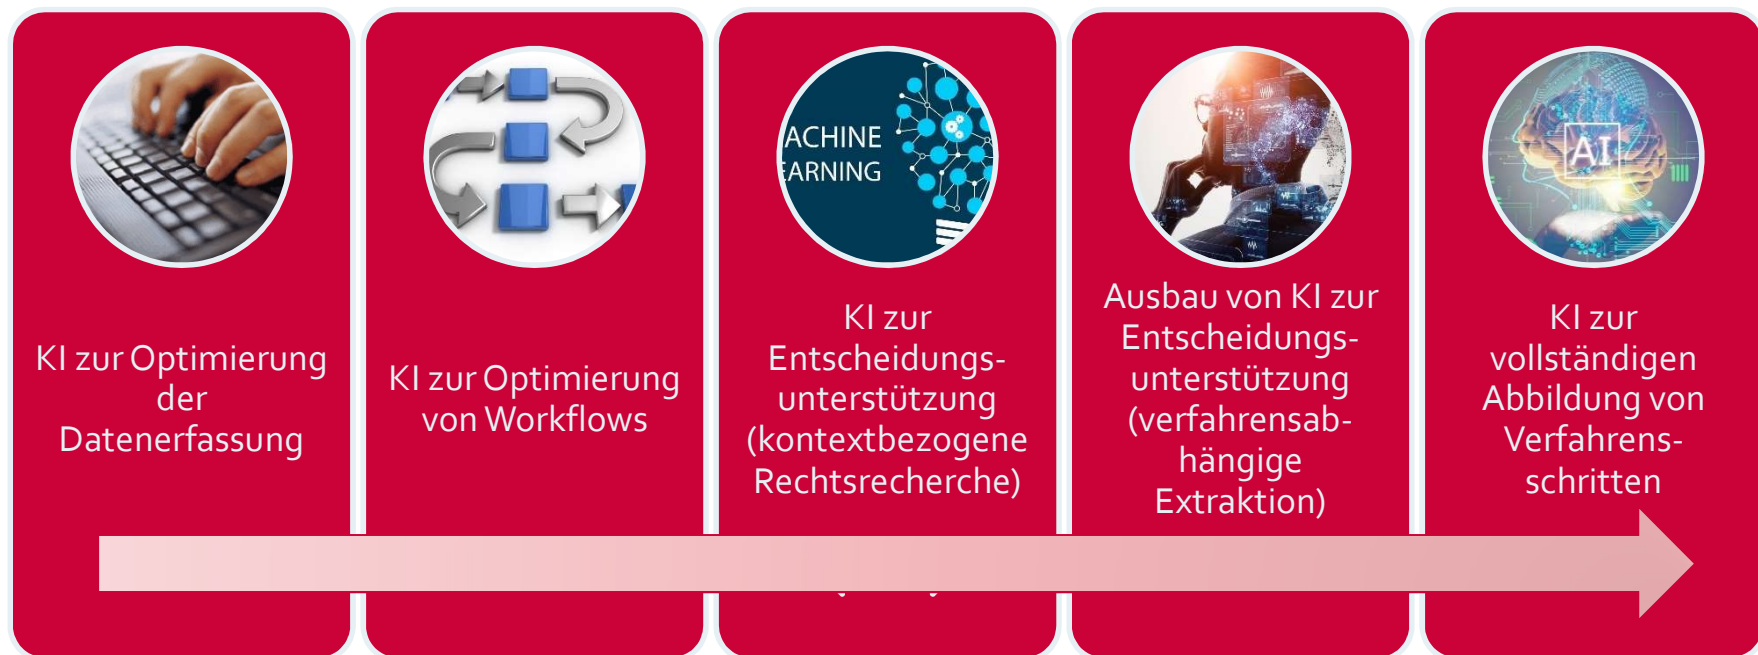 KI zur Optimierung
der
Datenerfassung
KI zur Optimierung
von Workflows
ACHINE
EARNING
KI zur
Entscheidungs-
unterstützung
(kontextbezogene
Rechtsrecherche)
Ausbau von KI zur
Entscheidungs-
unterstützung
(verfahrensab-
hängige
Extraktion)
AI
KI zur
vollständigen
Abbildung von
Verfahrens-
schritten